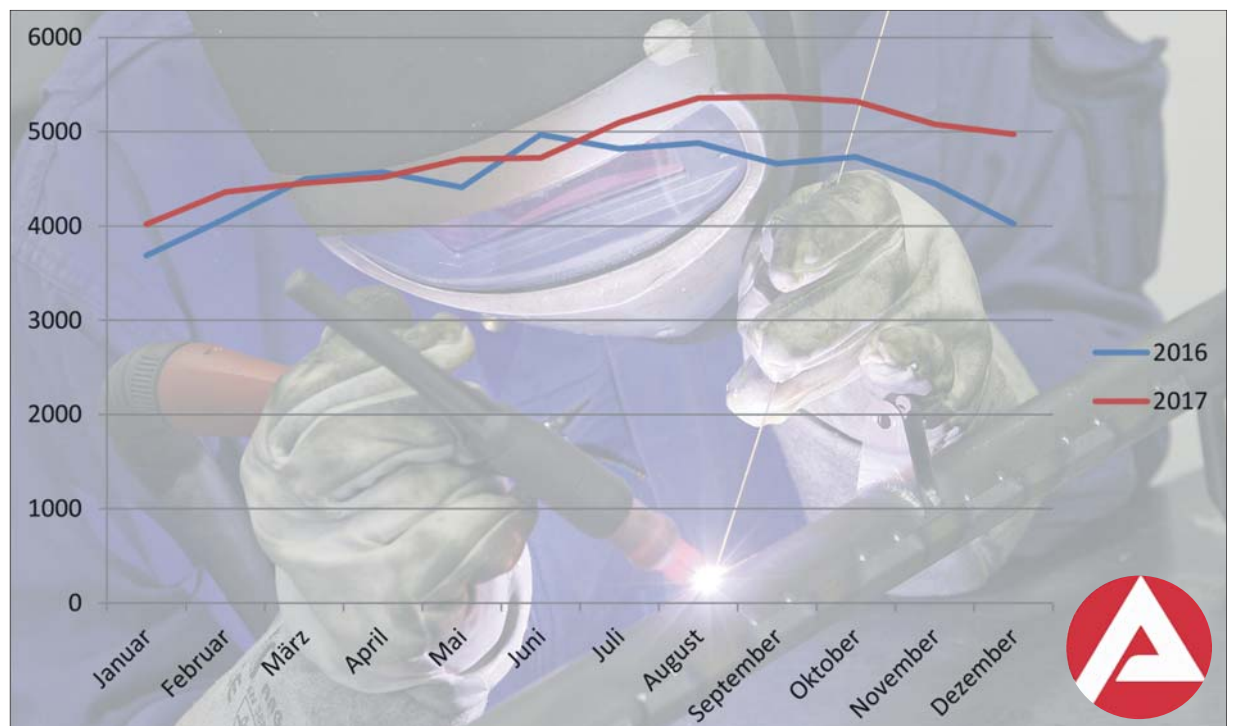 6000
5000
4000
3000
2000
1000
0
Januar
Februar
März
April
Mai
Juni
Juli
August
September
Oktober
November
Dezember
2016
2017